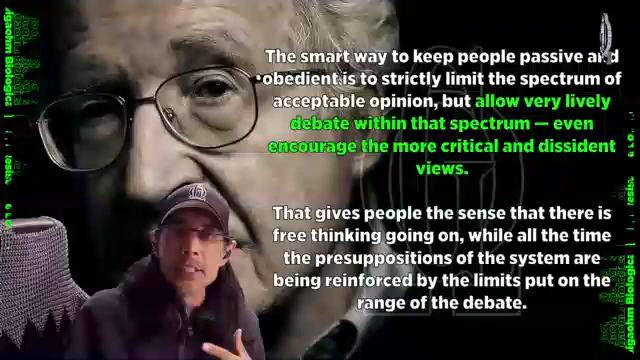 The smart way to keep people passive and
obedient is to strictly limit the spectrum of
acceptable opinion, but allow very lively
debate within that spectrum — even
encourage the more critical and dissident
views.
That gives people the sense that there is
free thinking going on, while all the time
the presuppositions of the system are
being reinforced by the limits put on the
range of the debate.